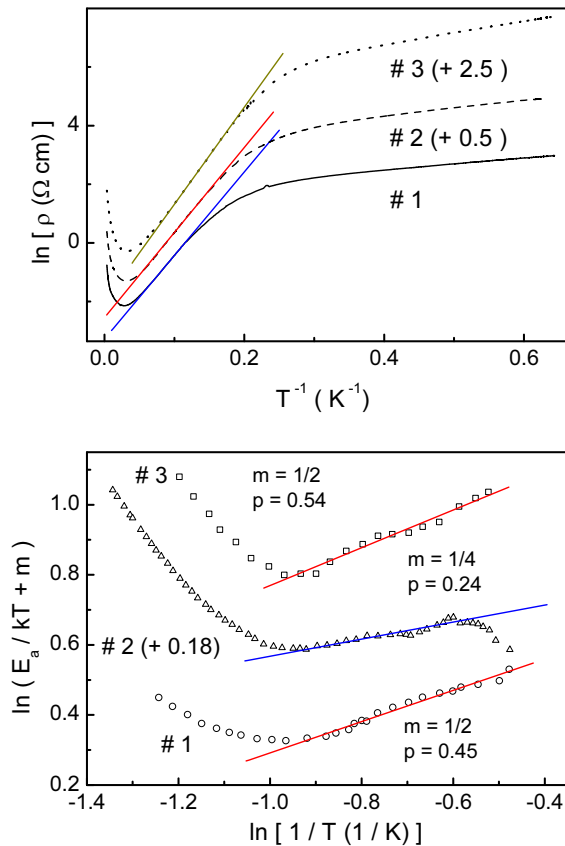 # 3 (+ 2.5 )
4
# 2 (+ 0.5 )
ln [ ρ (Ω cm) ]
# 1
0
0.0 0.2 0.4 0.6
T⁻¹ ( K⁻¹ )
# 3
m = 1/2
p = 0.54
1.0
0.8
m = 1/4
p = 0.24
ln ( Eₐ / kT + m )
# 2 (+ 0.18)
0.6
0.4
# 1
m = 1/2
p = 0.45
0.2
-1.4 -1.2 -1.0 -0.8 -0.6 -0.4
ln [ 1 / T (1 / K) ]